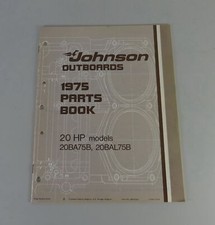 Johnson
OUTBOARDS
1975
PARTS
BOOK
20 HP models
20BA75B, 20BAL75B